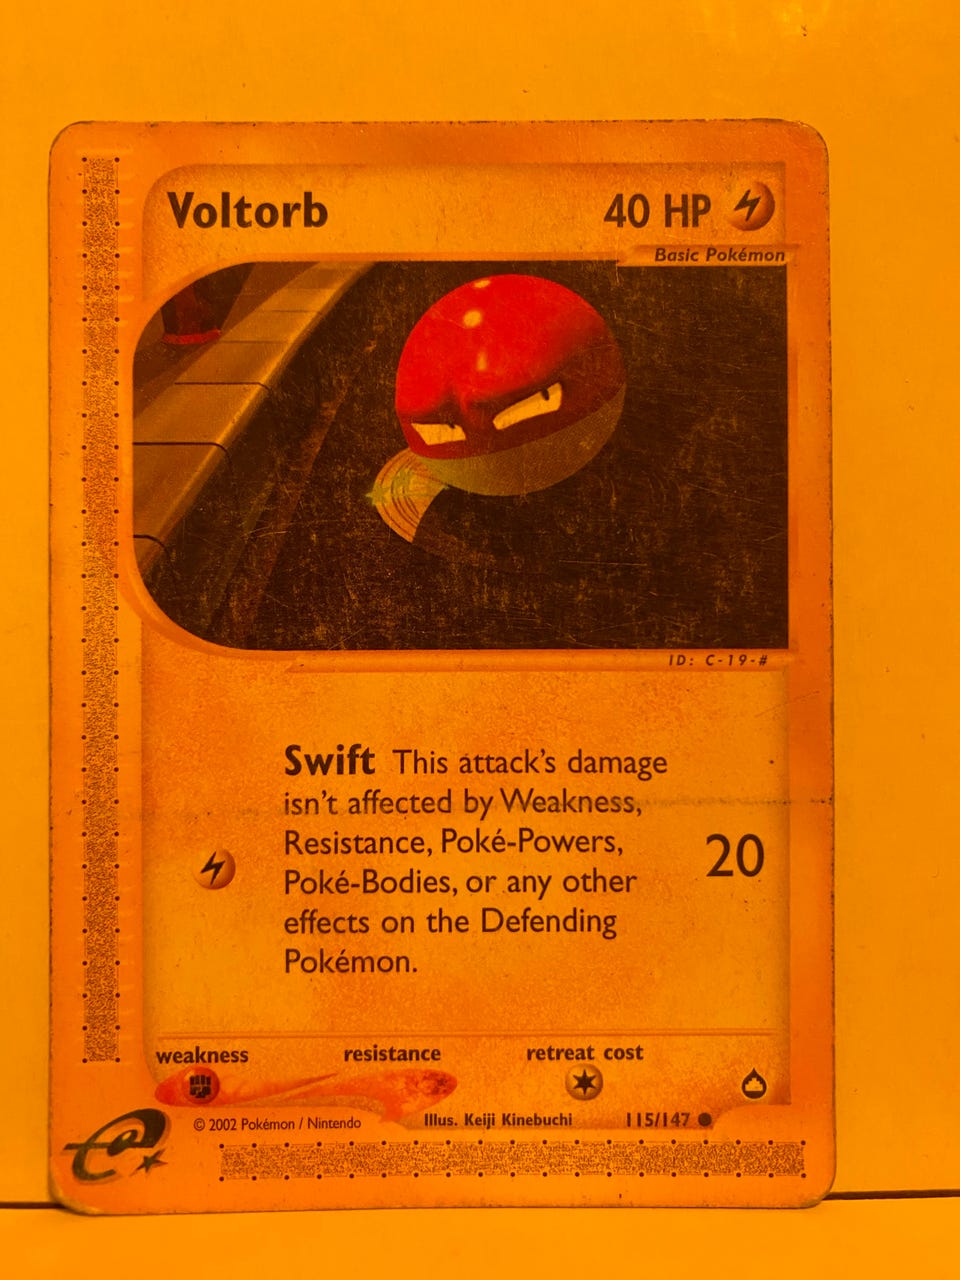 Voltorb 40 HP
Basic Pokémon
ID: C-19-#
Swift This attack's damage
isn't affected by Weakness,
Resistance, Poké-Powers,
Poké-Bodies, or any other
effects on the Defending
Pokémon.
20
weakness resistance retreat cost
© 2002 Pokémon / Nintendo Illus. Keiji Kinebuchi 115/147 ●
e